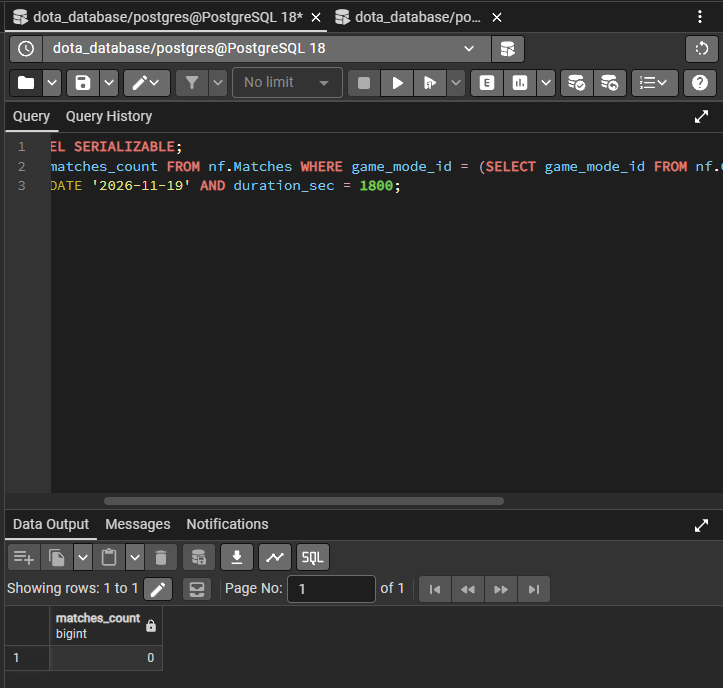 dota_database/postgres@PostgreSQL 18*
dota_database/po...
dota_database/postgres@PostgreSQL 18
No limit
E
Query
Query History
1 EL SERIALIZABLE;
2 matches_count FROM nf.Matches WHERE game_mode_id = (SELECT game_mode_id FROM nf.
3 DATE '2026-11-19' AND duration_sec = 1800;
Data Output
Messages
Notifications
SQL
Showing rows: 1 to 1
Page No:
1
of 1
matches_count
bigint
1
0